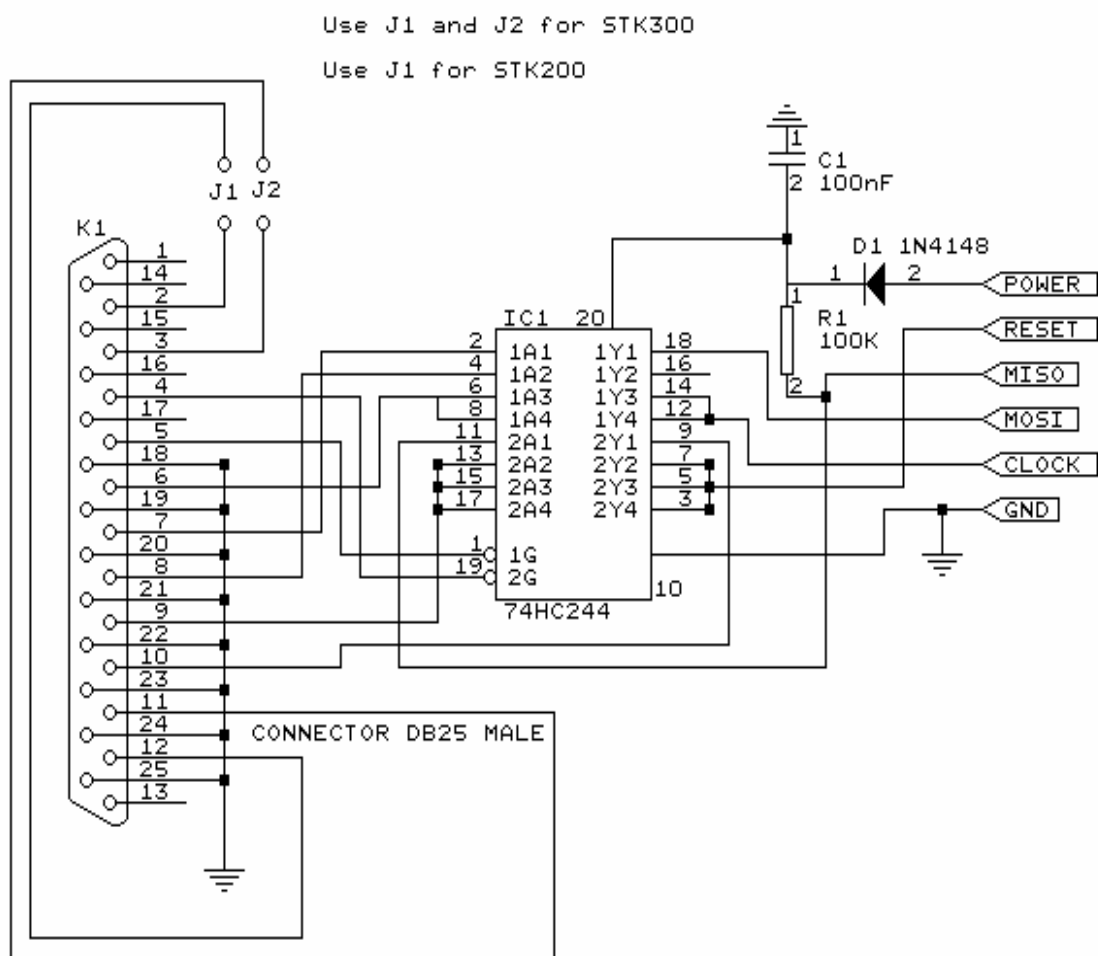 Use J1 and J2 for STK300
Use J1 for STK200
J1 J2
K1
1
14
2
15
3
16
4
17
5
18
6
19
7
20
8
21
9
22
10
23
11
24
12
25
13
CONNECTOR DB25 MALE
1
C1
2 100nF
D1 1N4148
1 2
POWER
1
R1
100K
2
RESET
MISO
MOSI
CLOCK
GND
IC1 20
2 1A1 1Y1 18
4 1A2 1Y2 16
6 1A3 1Y3 14
8 1A4 1Y4 12
11 2A1 2Y1 9
13 2A2 2Y2 7
15 2A3 2Y3 5
17 2A4 2Y4 3
1 1G
19 2G
10
74HC244